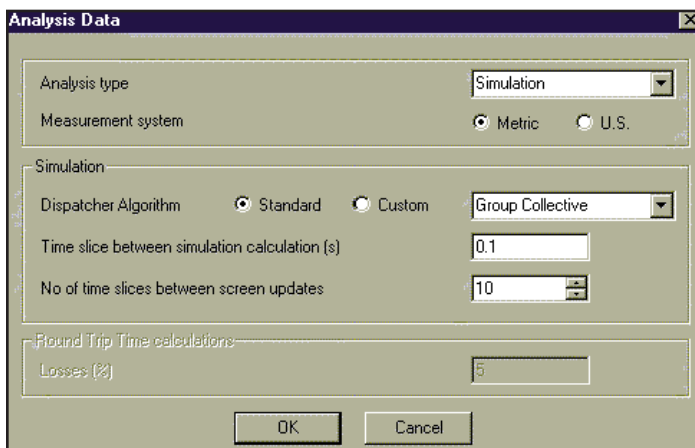 Analysis Data
Analysis type Simulation
Measurement system Metric U.S.
Simulation
Dispatcher Algorithm Standard Custom Group Collective
Time slice between simulation calculation (s) 0.1
No of time slices between screen updates 10
Round Trip Time calculations
Losses (%) 5
OK Cancel